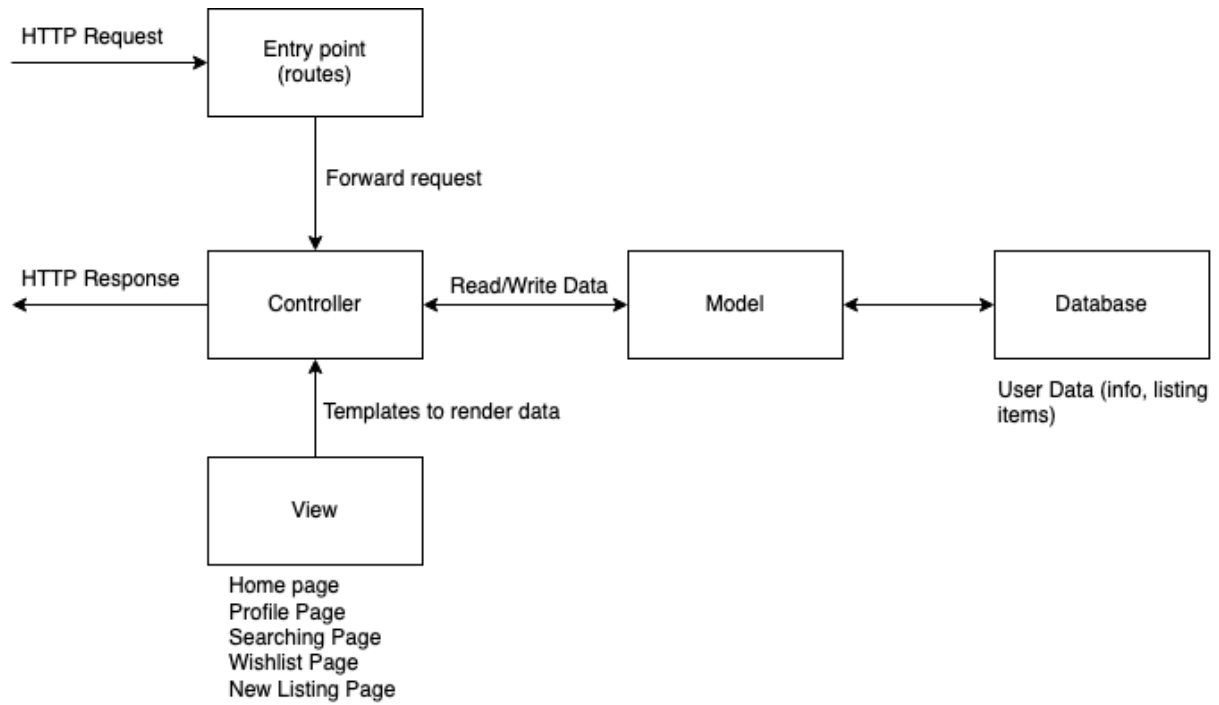 HTTP Request
Entry point
(routes)
Forward request
HTTP Response
Controller
Read/Write Data
Model
Database
User Data (info, listing
items)
Templates to render data
View
Home page
Profile Page
Searching Page
Wishlist Page
New Listing Page